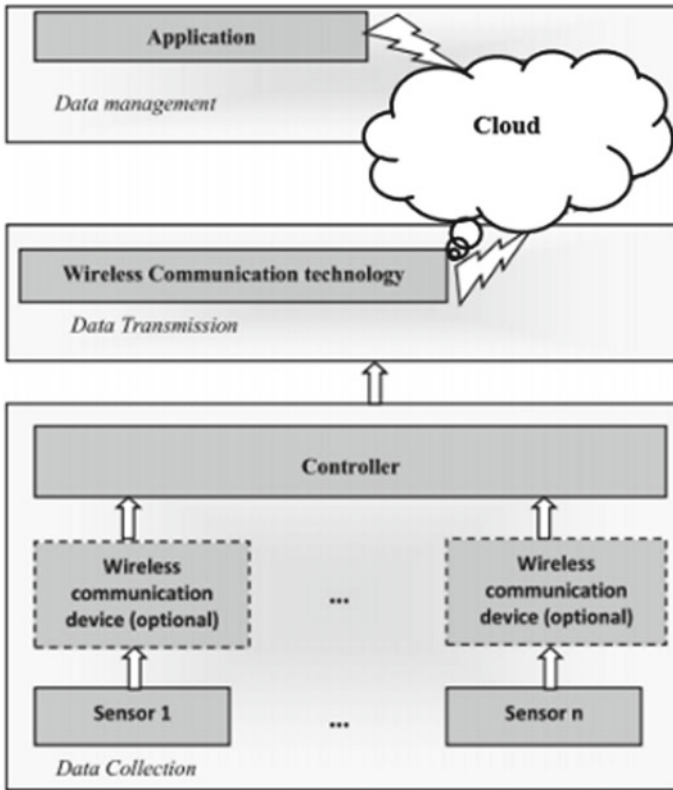 Application
Data management
Cloud
Wireless Communication technology
Data Transmission
Controller
Wireless
communication
device (optional)
...
Wireless
communication
device (optional)
Sensor 1
...
Sensor n
Data Collection